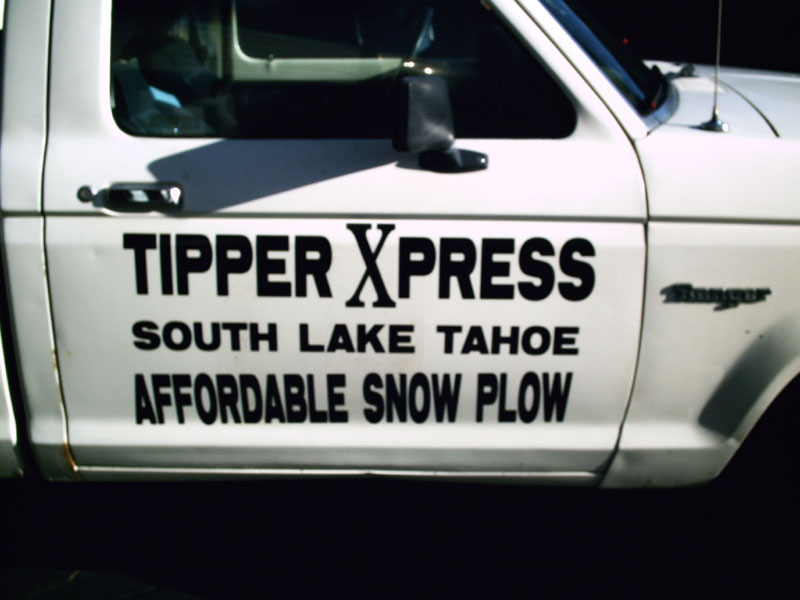 TIPPER XPRESS
SOUTH LAKE TAHOE
AFFORDABLE SNOW PLOW
Ranger